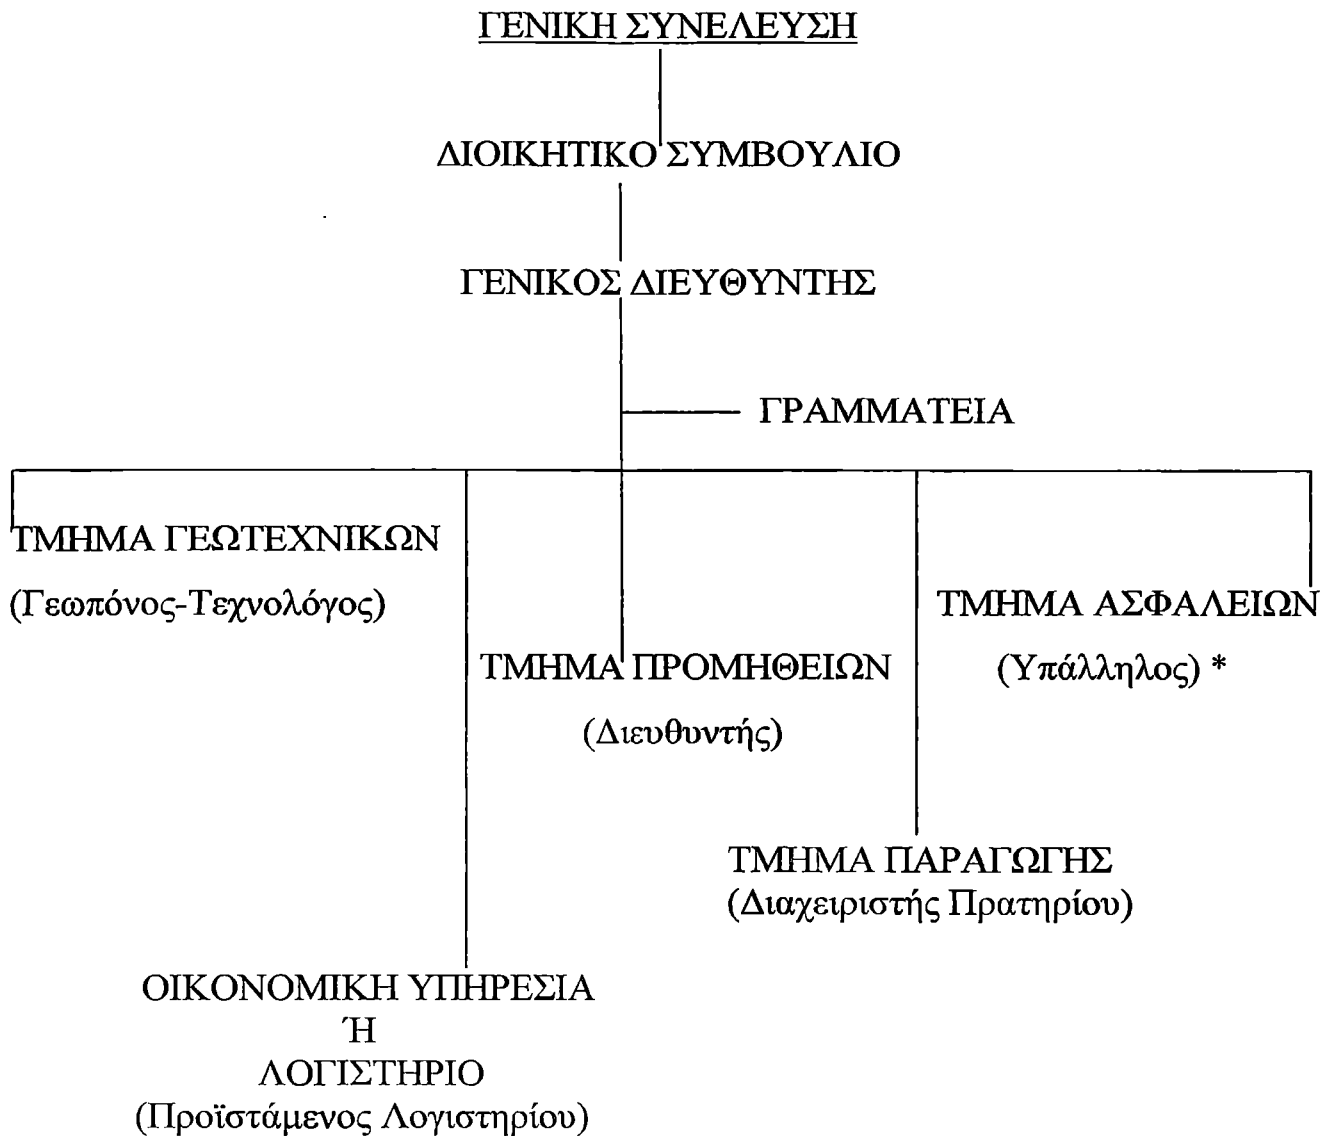 ΓΕΝΙΚΗ ΣΥΝΕΛΕΥΣΗ
ΔΙΟΙΚΗΤΙΚΟ ΣΥΜΒΟΥΛΙΟ
ΓΕΝΙΚΟΣ ΔΙΕΥΘΥΝΤΗΣ
ΓΡΑΜΜΑΤΕΙΑ
ΤΜΗΜΑ ΓΕΩΤΕΧΝΙΚΩΝ
(Γεωπόνος-Τεχνολόγος)
ΤΜΗΜΑ ΑΣΦΑΛΕΙΩΝ
(Υπάλληλος) *
ΤΜΗΜΑ ΠΡΟΜΗΘΕΙΩΝ
(Διευθυντής)
ΤΜΗΜΑ ΠΑΡΑΓΩΓΗΣ
(Διαχειριστής Πρατηρίου)
ΟΙΚΟΝΟΜΙΚΗ ΥΠΗΡΕΣΙΑ
Ή
ΛΟΓΙΣΤΗΡΙΟ
(Προϊστάμενος Λογιστηρίου)